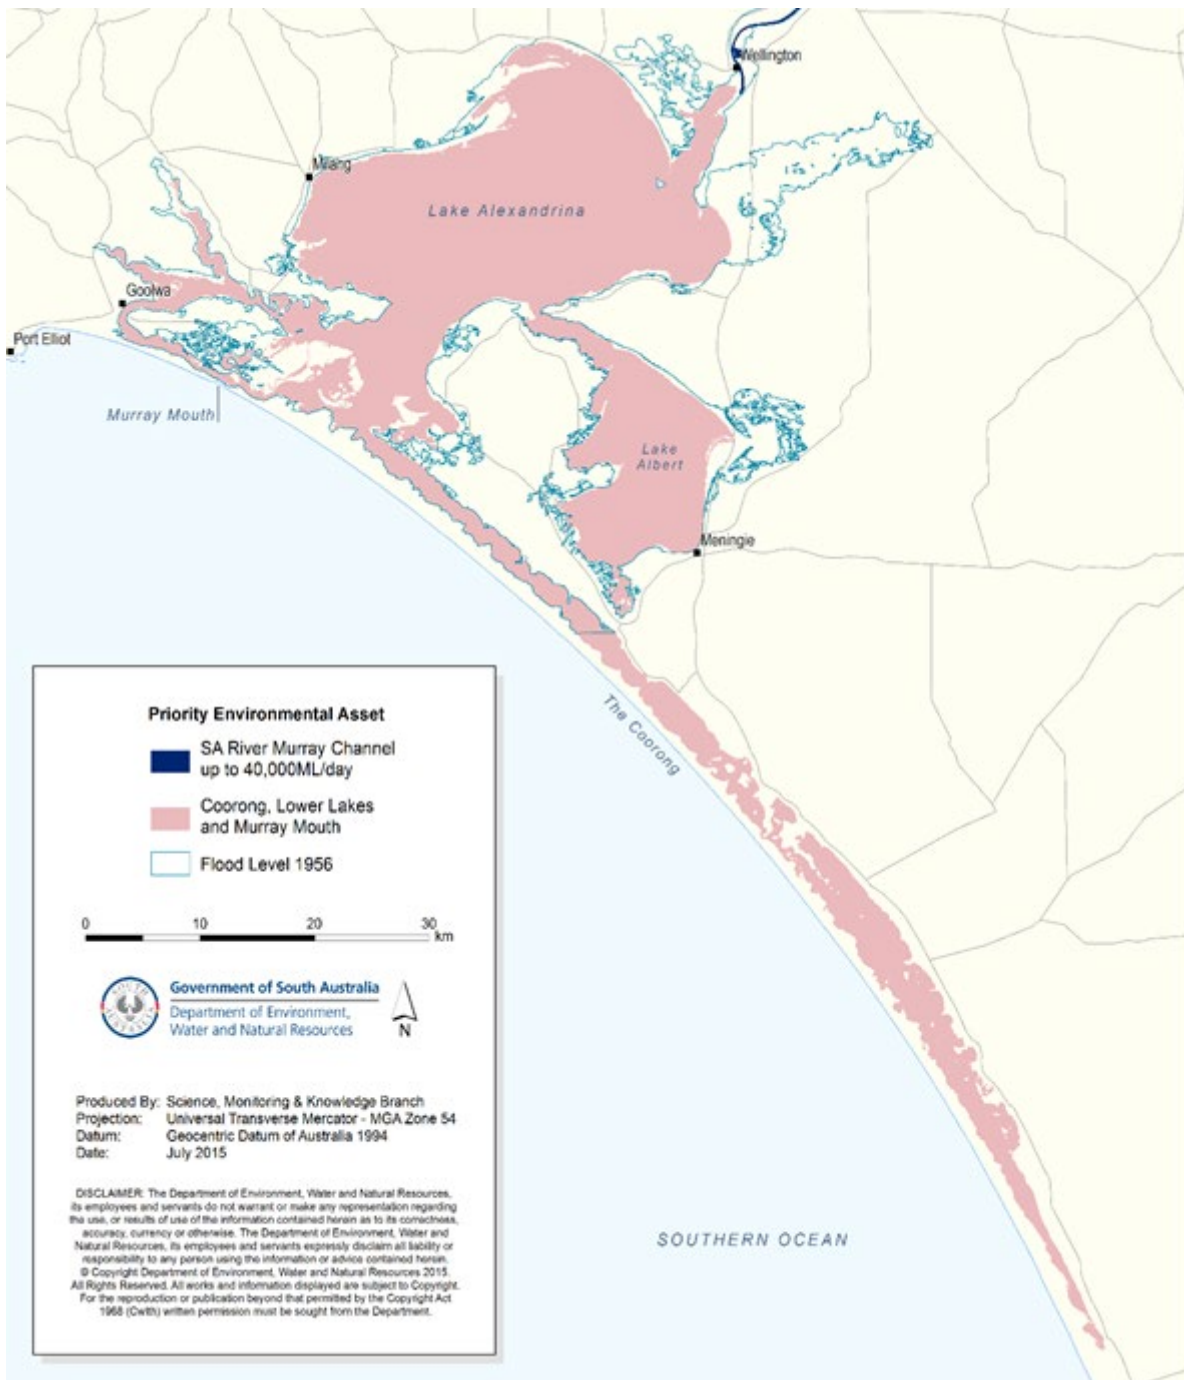 Wellington
Milang
Lake Alexandrina
Goolwa
Port Elliot
Murray Mouth
Lake
Albert
Meningie
The Coorong
Priority Environmental Asset
SA River Murray Channel
up to 40,000ML/day
Coorong, Lower Lakes
and Murray Mouth
Flood Level 1956
0 10 20 30
km
SOUTH
AUSTRALIA
Government of South Australia
Department of Environment,
Water and Natural Resources
N
Produced By: Science, Monitoring & Knowledge Branch
Projection: Universal Transverse Mercator - MGA Zone 54
Datum: Geocentric Datum of Australia 1994
Date: July 2015
DISCLAIMER: The Department of Environment, Water and Natural Resources,
its employees and servants do not warrant or make any representation regarding
the use, or results of use of the information contained herein as to its correctness,
accuracy, currency or otherwise. The Department of Environment, Water and
Natural Resources, its employees and servants expressly disclaim all liability or
responsibility to any person using the information or advice contained herein.
© Copyright Department of Environment, Water and Natural Resources 2015.
All Rights Reserved. All works and information displayed are subject to Copyright.
For the reproduction or publication beyond that permitted by the Copyright Act
1968 (Cwlth) written permission must be sought from the Department.
SOUTHERN OCEAN